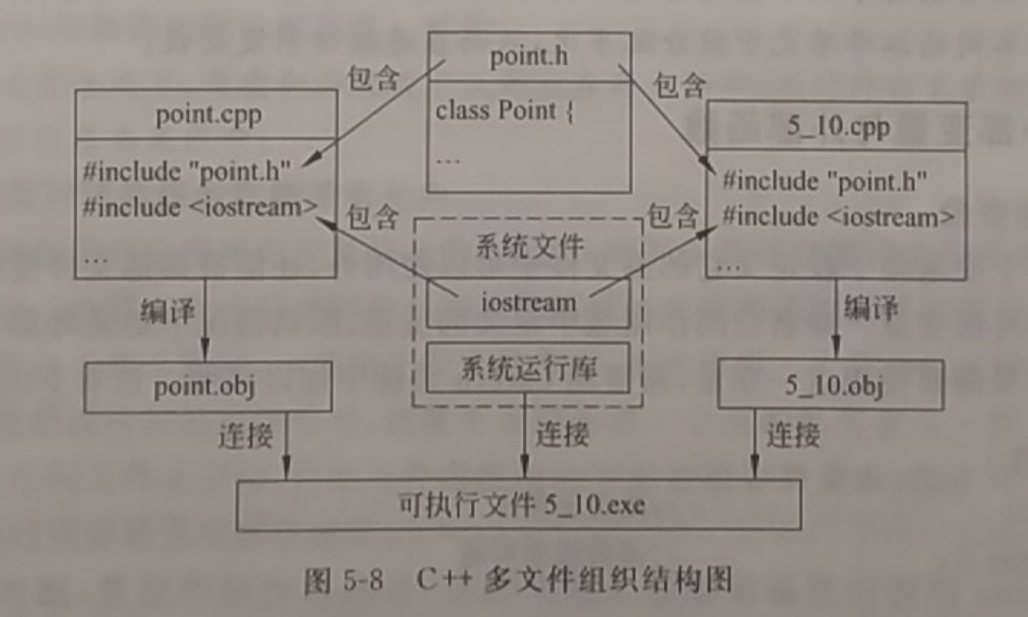 point.h
class Point {
...
包含
包含
point.cpp
#include "point.h"
#include <iostream>
...
5_10.cpp
#include "point.h"
#include <iostream>
...
包含
包含
系统文件
iostream
系统运行库
编译
编译
point.obj
5_10.obj
连接
连接
连接
可执行文件 5_10.exe
图 5-8 C++ 多文件组织结构图